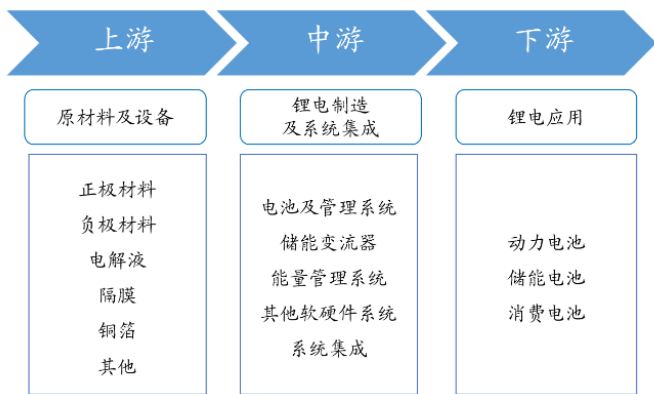 上游
中游
下游
原材料及设备
锂电制造
及系统集成
锂电应用
正极材料
负极材料
电解液
隔膜
铜箔
其他
电池及管理系统
储能变流器
能量管理系统
其他软硬件系统
系统集成
动力电池
储能电池
消费电池